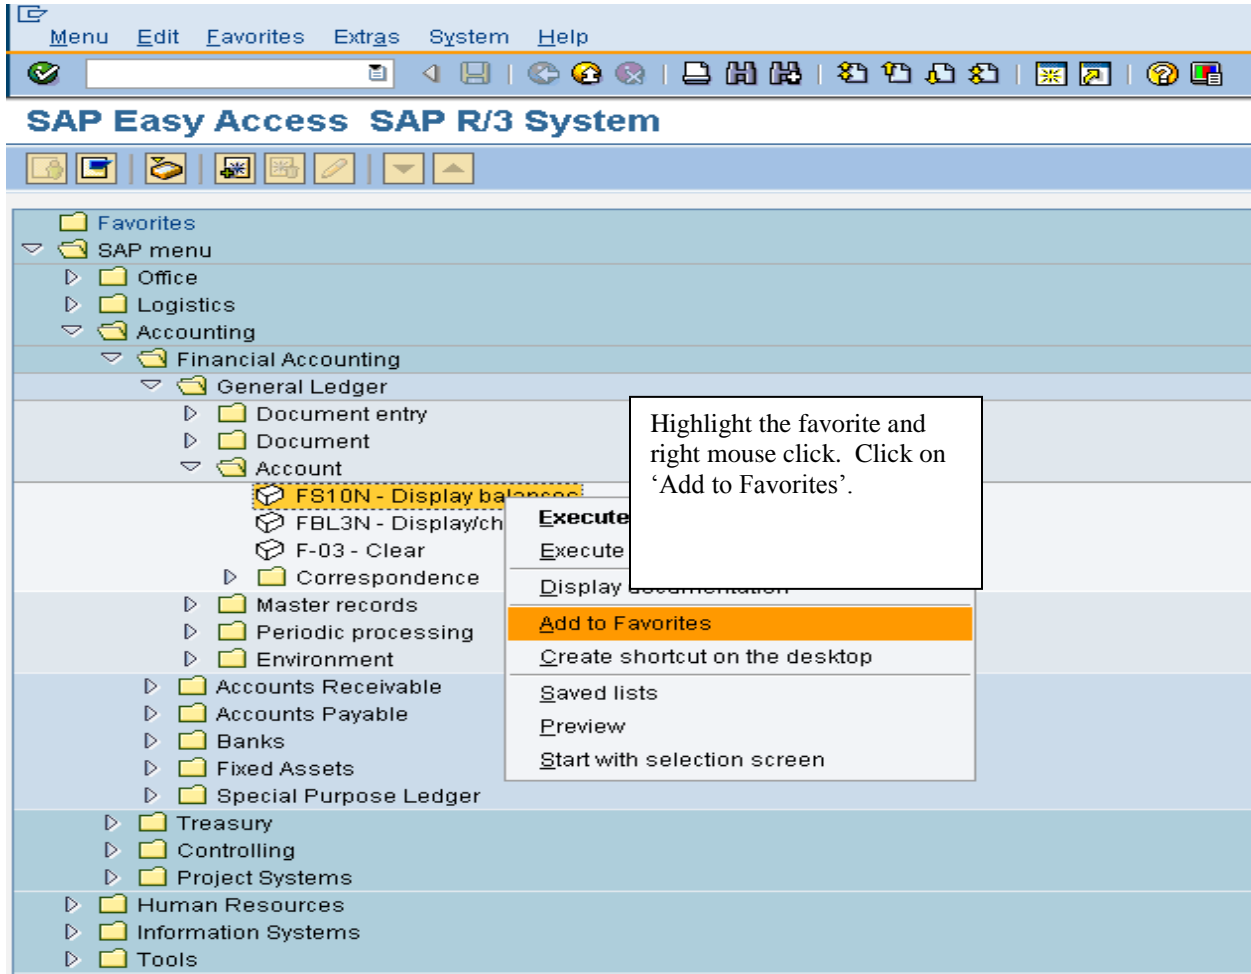 Menu Edit Favorites Extras System Help
SAP Easy Access SAP R/3 System
Favorites
SAP menu
Office
Logistics
Accounting
Financial Accounting
General Ledger
Document entry
Document
Account
FS10N - Display balances
FBL3N - Display/ch
F-03 - Clear
Correspondence
Master records
Periodic processing
Environment
Accounts Receivable
Accounts Payable
Banks
Fixed Assets
Special Purpose Ledger
Treasury
Controlling
Project Systems
Human Resources
Information Systems
Tools
Highlight the favorite and
right mouse click. Click on
‘Add to Favorites’.
Execute
Execute
Display documentation
Add to Favorites
Create shortcut on the desktop
Saved lists
Preview
Start with selection screen